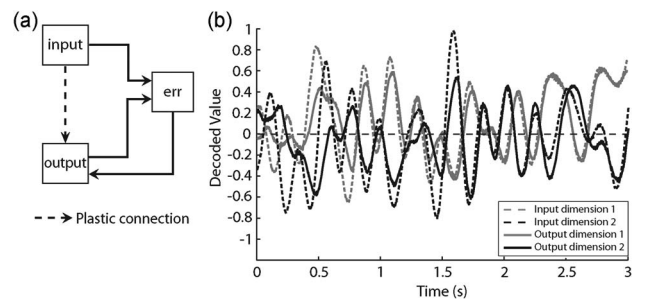 (a)
input
err
output
Plastic connection
(b)
Decoded Value
1
0.8
0.6
0.4
0.2
0
-0.2
-0.4
-0.6
-0.8
-1
0 0.5 1 1.5 2 2.5 3
Time (s)
Input dimension 1
Input dimension 2
Output dimension 1
Output dimension 2